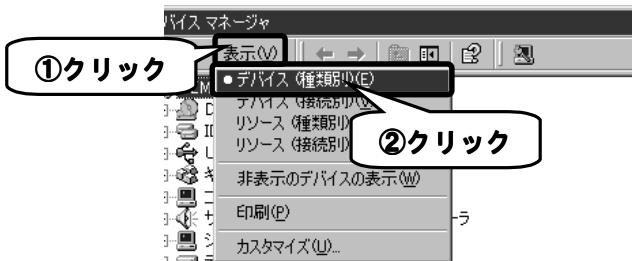 バイス マネージャ
表示(V)
①クリック
デバイス (種類別)(E)
デバイス (接続別)(V)
リソース (種類別)
リソース (接続別)
②クリック
非表示のデバイスの表示(W)
印刷(P)
ーラ
カスタマイズ(U)...